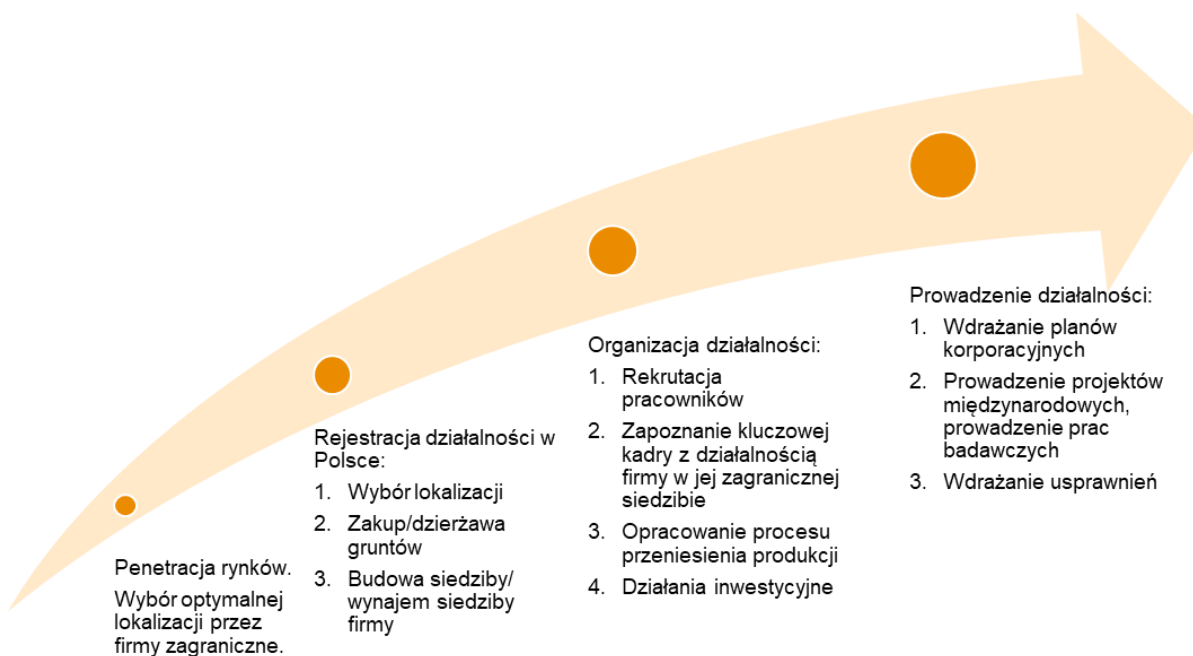 Penetracja rynków.
Wybór optymalnej
lokalizacji przez
firmy zagraniczne.
Rejestracja działalności w
Polsce:
1. Wybór lokalizacji
2. Zakup/dzierżawa
gruntów
3. Budowa siedziby/
wynajem siedziby
firmy
Organizacja działalności:
1. Rekrutacja
pracowników
2. Zapoznanie kluczowej
kadry z działalnością
firmy w jej zagranicznej
siedzibie
3. Opracowanie procesu
przeniesienia produkcji
4. Działania inwestycyjne
Prowadzenie działalności:
1. Wdrażanie planów
korporacyjnych
2. Prowadzenie projektów
międzynarodowych,
prowadzenie prac
badawczych
3. Wdrażanie usprawnień